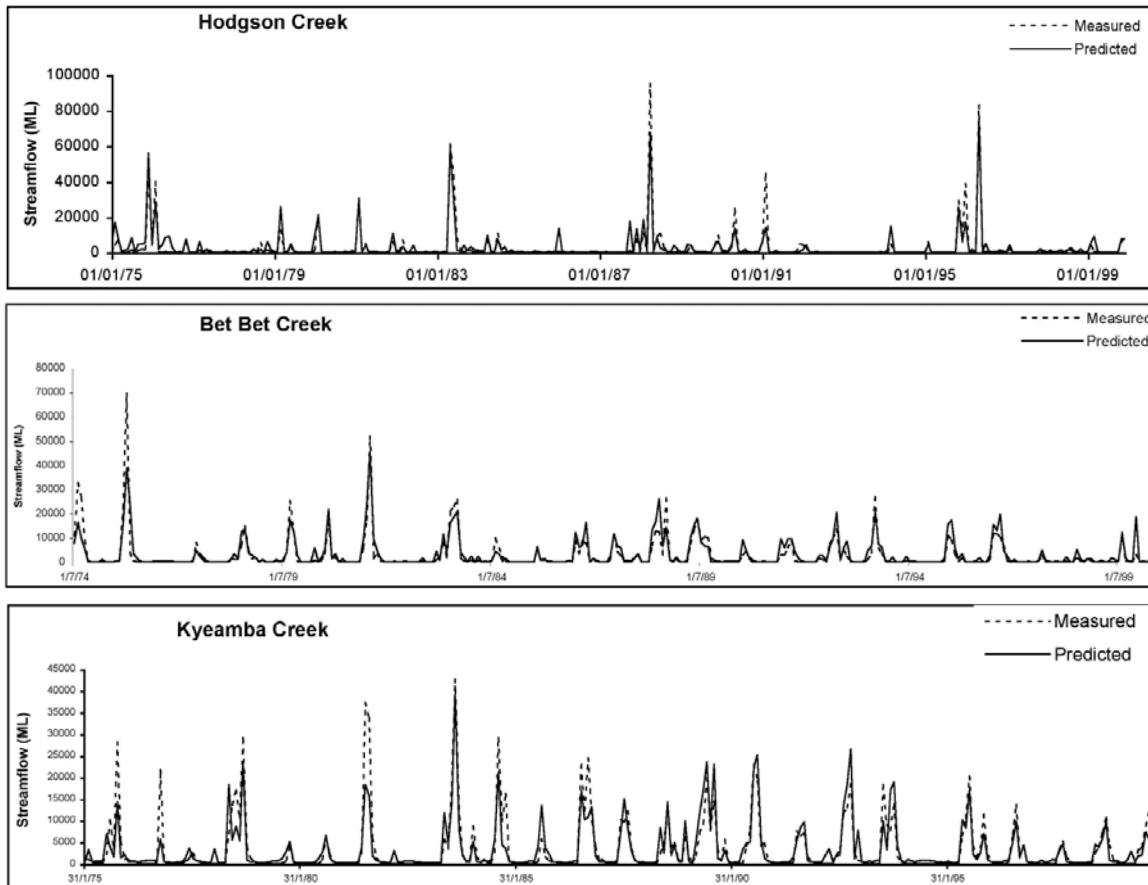 Hodgson Creek
Measured
Predicted
Streamflow (ML)
100000
80000
60000
40000
20000
0
01/01/75 01/01/79 01/01/83 01/01/87 01/01/91 01/01/95 01/01/99
Bet Bet Creek
Measured
Predicted
Streamflow (ML)
80000
70000
60000
50000
40000
30000
20000
10000
0
1/7/74 1/7/79 1/7/84 1/7/89 1/7/94 1/7/99
Kyeamba Creek
Measured
Predicted
Streamflow (ML)
45000
40000
35000
30000
25000
20000
15000
10000
5000
0
31/1/75 31/1/80 31/1/85 31/1/90 31/1/95